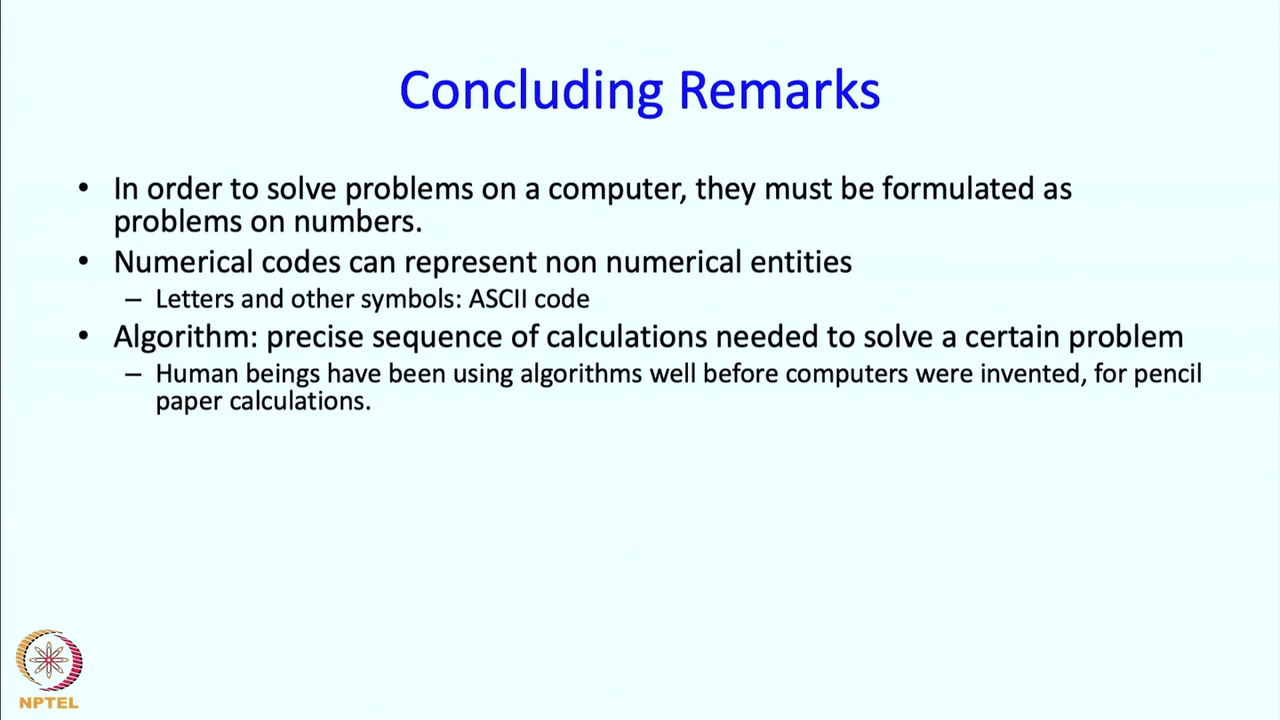 Concluding Remarks
• In order to solve problems on a computer, they must be formulated as
problems on numbers.
• Numerical codes can represent non numerical entities
– Letters and other symbols: ASCII code
• Algorithm: precise sequence of calculations needed to solve a certain problem
– Human beings have been using algorithms well before computers were invented, for pencil
paper calculations.
NPTEL